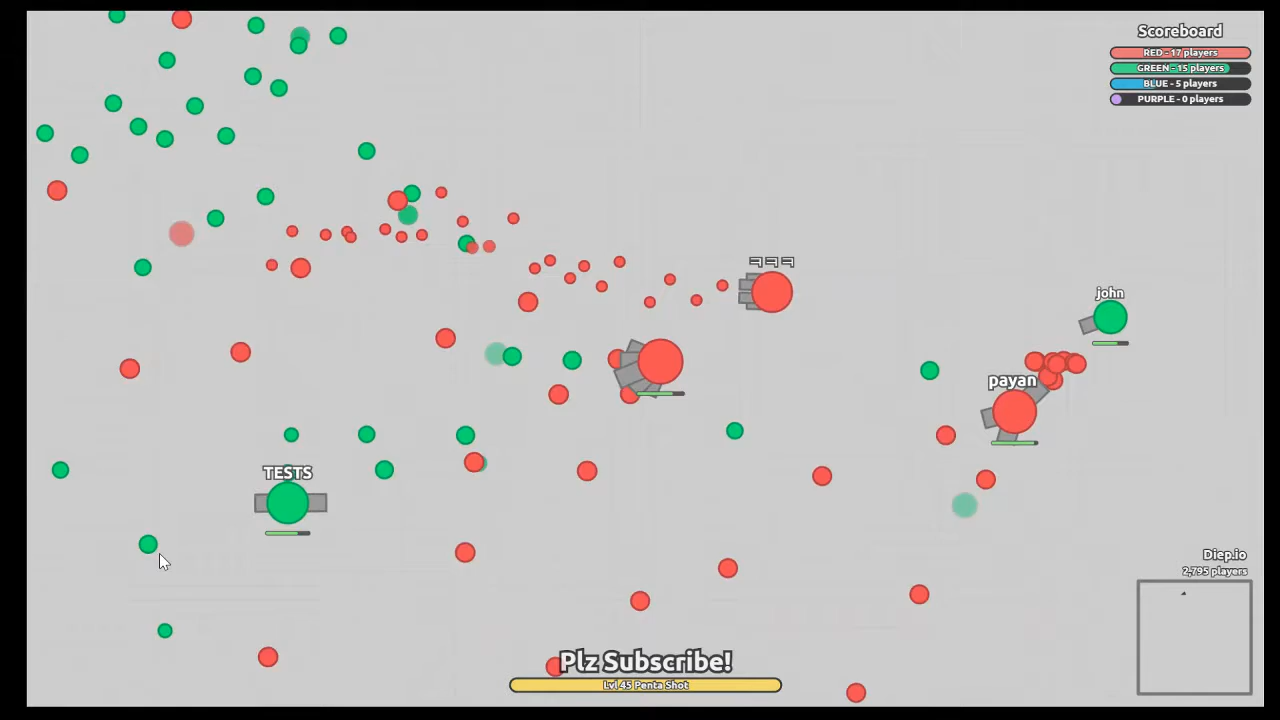 Scoreboard
RED - 17 players
GREEN - 15 players
BLUE - 5 players
PURPLE - 0 players
ㅋㅋㅋ
john
payan
TESTS
Diep.io
2,795 players
Plz Subscribe!
Lvl 45 Penta Shot